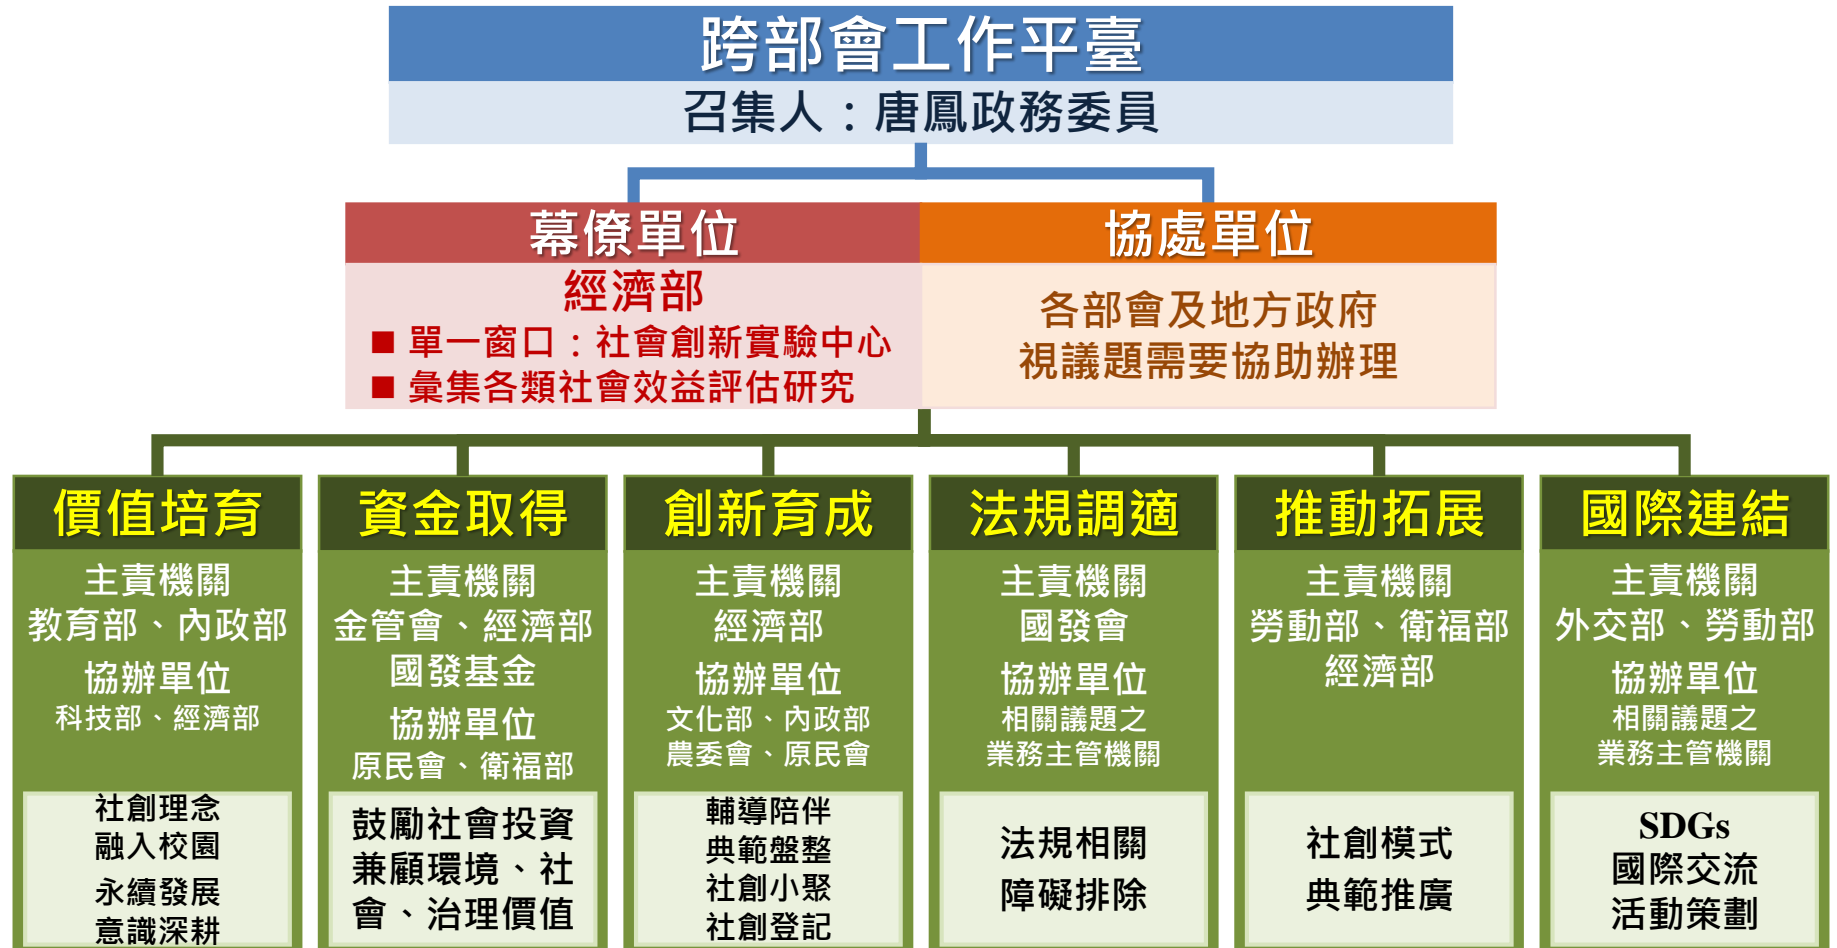 跨部會工作平臺
召集人：唐鳳政務委員
幕僚單位
經濟部
■ 單一窗口：社會創新實驗中心
■ 彙集各類社會效益評估研究
協處單位
各部會及地方政府
視議題需要協助辦理
價值培育
主責機關
教育部、內政部
協辦單位
科技部、經濟部
社創理念
融入校園
永續發展
意識深耕
資金取得
主責機關
金管會、經濟部
國發基金
協辦單位
原民會、衛福部
鼓勵社會投資
兼顧環境、社
會、治理價值
創新育成
主責機關
經濟部
協辦單位
文化部、內政部
農委會、原民會
輔導陪伴
典範盤整
社創小聚
社創登記
法規調適
主責機關
國發會
協辦單位
相關議題之
業務主管機關
法規相關
障礙排除
推動拓展
主責機關
勞動部、衛福部
經濟部
社創模式
典範推廣
國際連結
主責機關
外交部、勞動部
協辦單位
相關議題之
業務主管機關
SDGs
國際交流
活動策劃